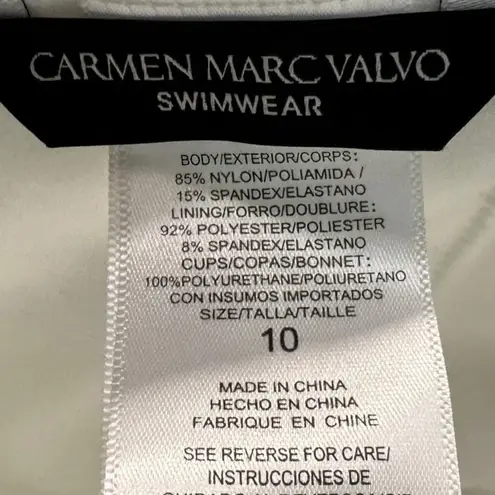 CARMEN MARC VALVO
SWIMWEAR
BODY/EXTERIOR/CORPS:
85% NYLON/POLIAMIDA /
15% SPANDEX/ELASTANO
LINING/FORRO/DOUBLURE:
92% POLYESTER/POLIESTER
8% SPANDEX/ELASTANO
CUPS/COPAS/BONNET:
100%POLYURETHANE/POLIURETANO
CON INSUMOS IMPORTADOS
SIZE/TALLA/TAILLE
10
MADE IN CHINA
HECHO EN CHINA
FABRIQUE EN CHINE
SEE REVERSE FOR CARE/
INSTRUCCIONES DE